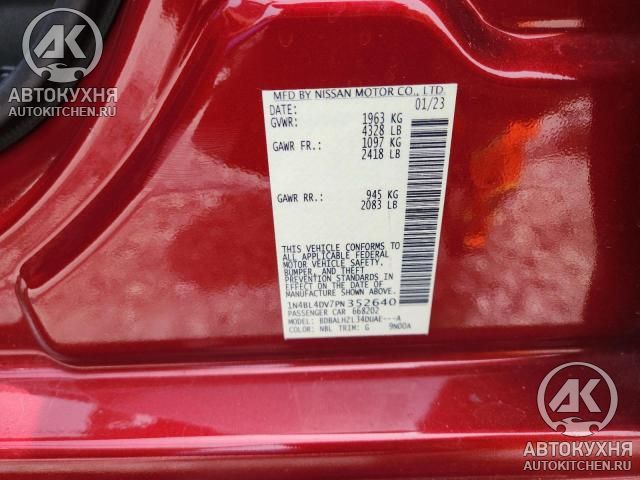 AK
АВТОКУХНЯ
AUTOKITCHEN.RU
MFD BY NISSAN MOTOR CO., LTD.
DATE: 01/23
GVWR: 1963 KG
4328 LB
GAWR FR.: 1097 KG
2418 LB
GAWR RR.: 945 KG
2083 LB
THIS VEHICLE CONFORMS TO
ALL APPLICABLE FEDERAL
MOTOR VEHICLE SAFETY,
BUMPER, AND THEFT
PREVENTION STANDARDS IN
EFFECT ON THE DATE OF
MANUFACTURE SHOWN ABOVE.
1N4BL4DV7PN352640
PASSENGER CAR 668202
MODEL: BDBALHZL34DUAE---A
COLOR: NBL TRIM: G 9N00A
AK
АВТОКУХНЯ
AUTOKITCHEN.RU